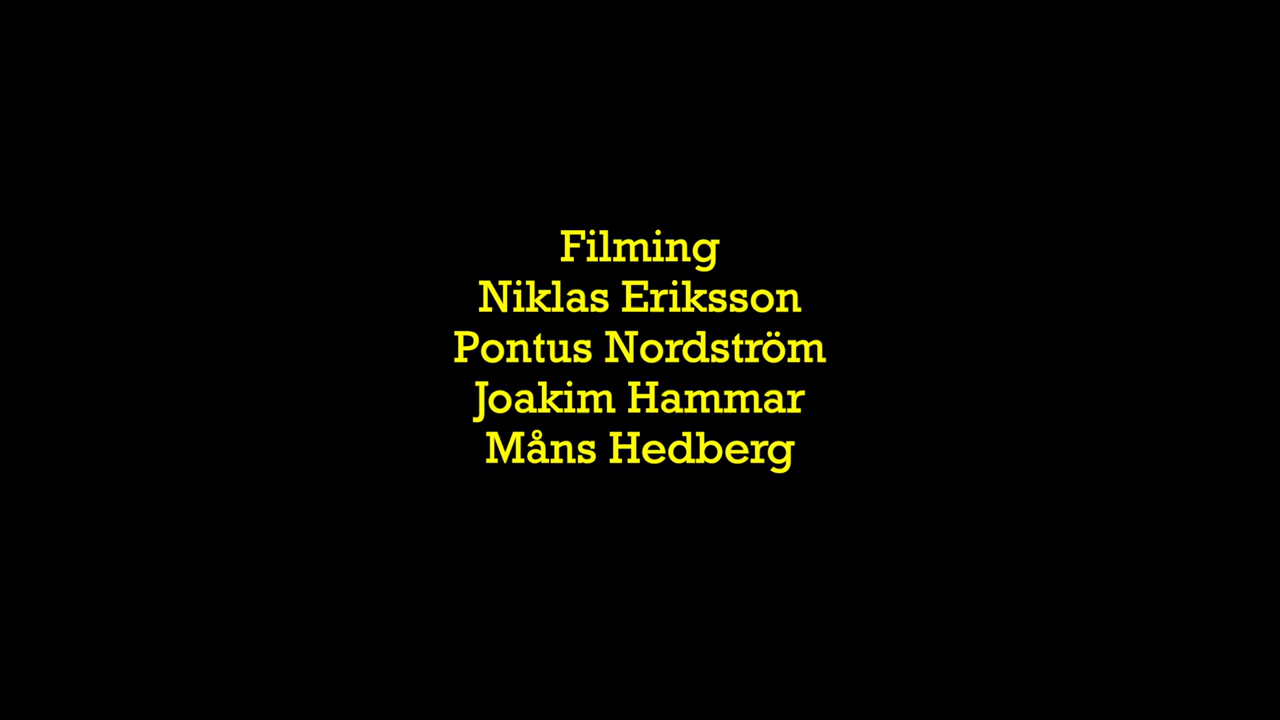 Filming
Niklas Eriksson
Pontus Nordström
Joakim Hammar
Måns Hedberg